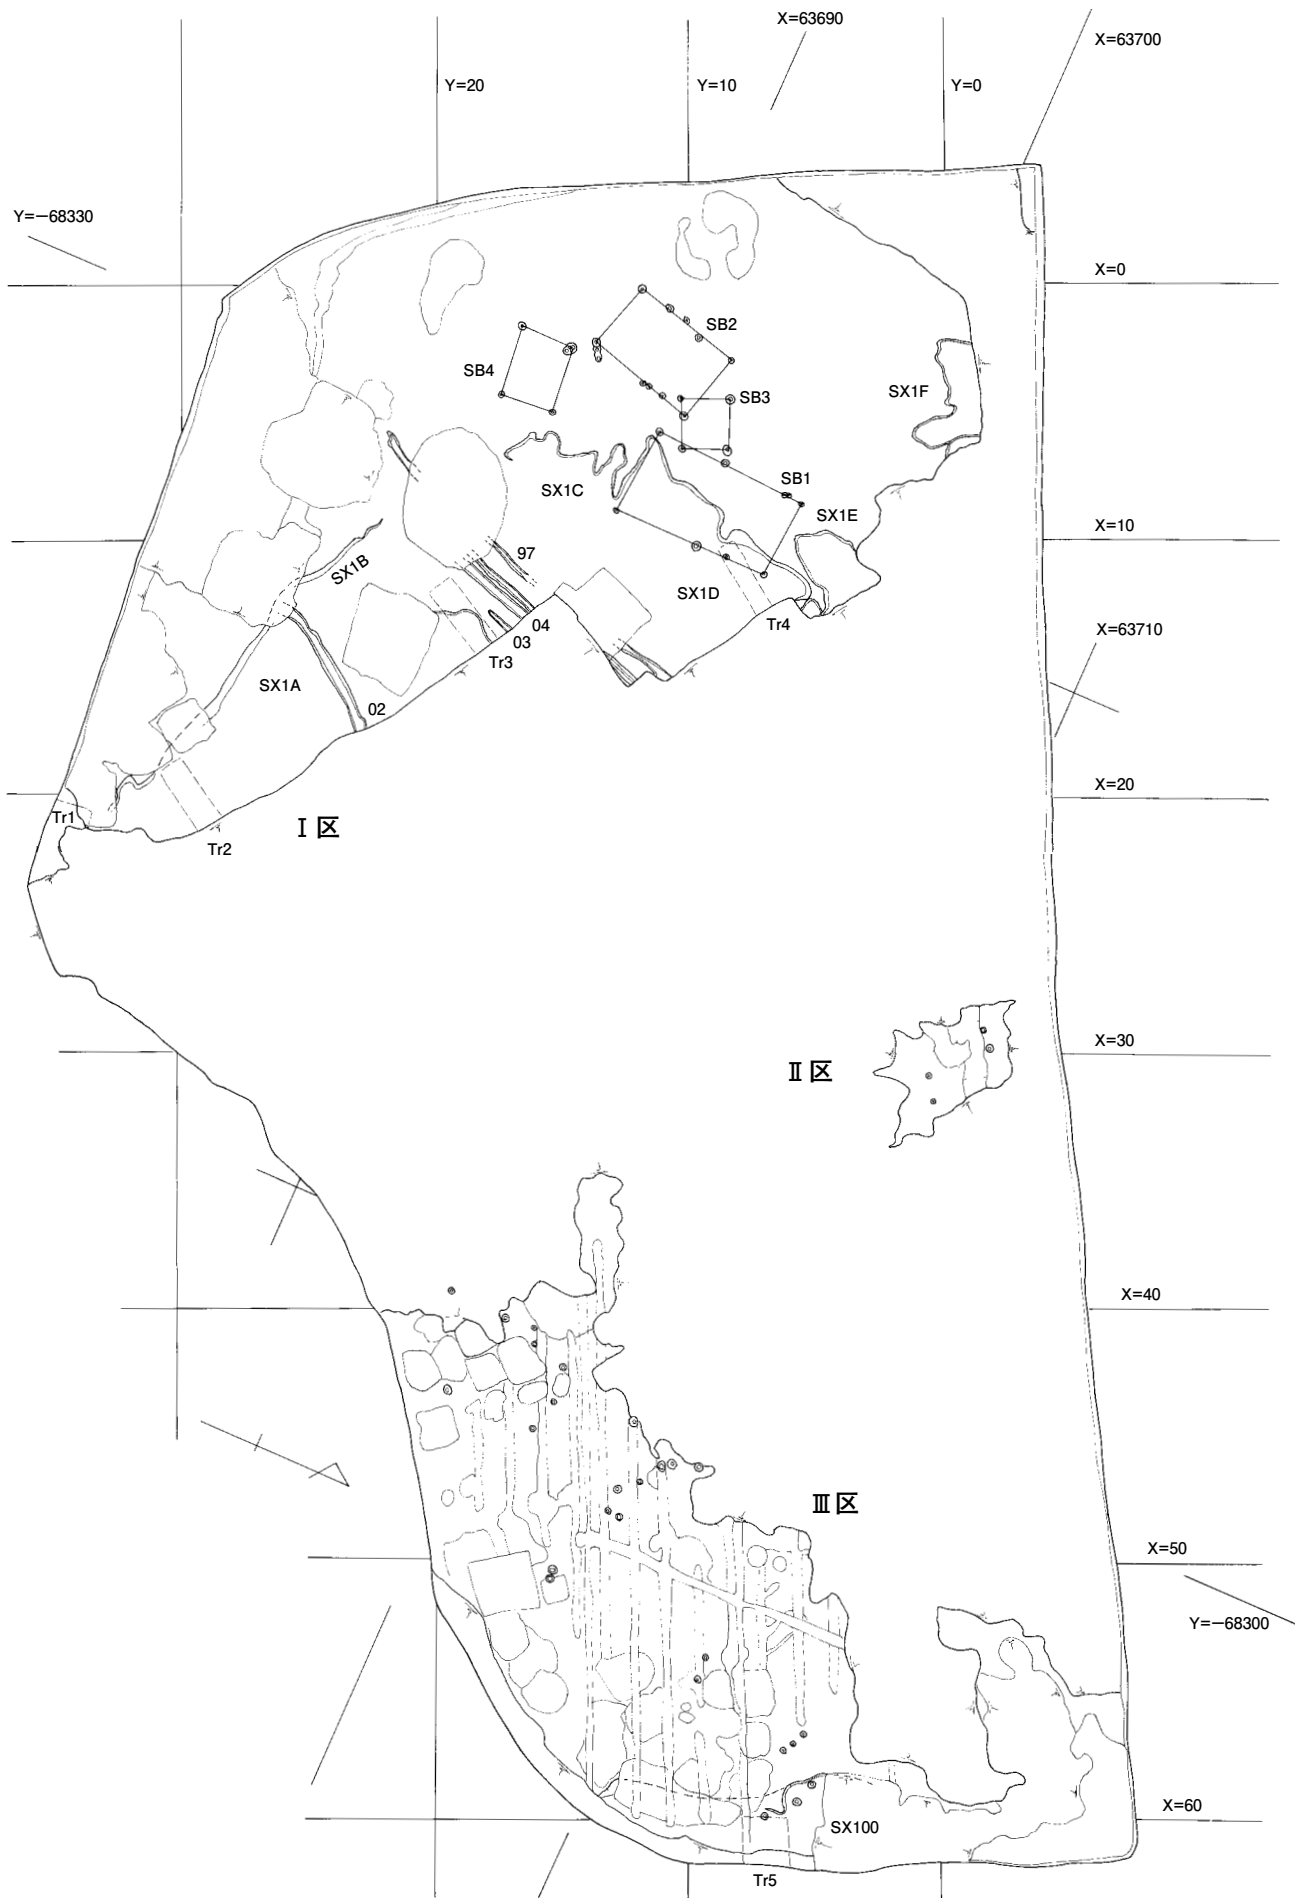 X=63690
X=63700
Y=20
Y=10
Y=0
Y=−68330
X=0
SB2
SB4
SB3
SX1F
SB1
SX1C
SX1E
X=10
97
SX1B
SX1D
04
Tr4
03
X=63710
Tr3
SX1A
02
X=20
Tr1
Ⅰ区
Tr2
X=30
Ⅱ区
X=40
Ⅲ区
X=50
Y=−68300
X=60
SX100
Tr5